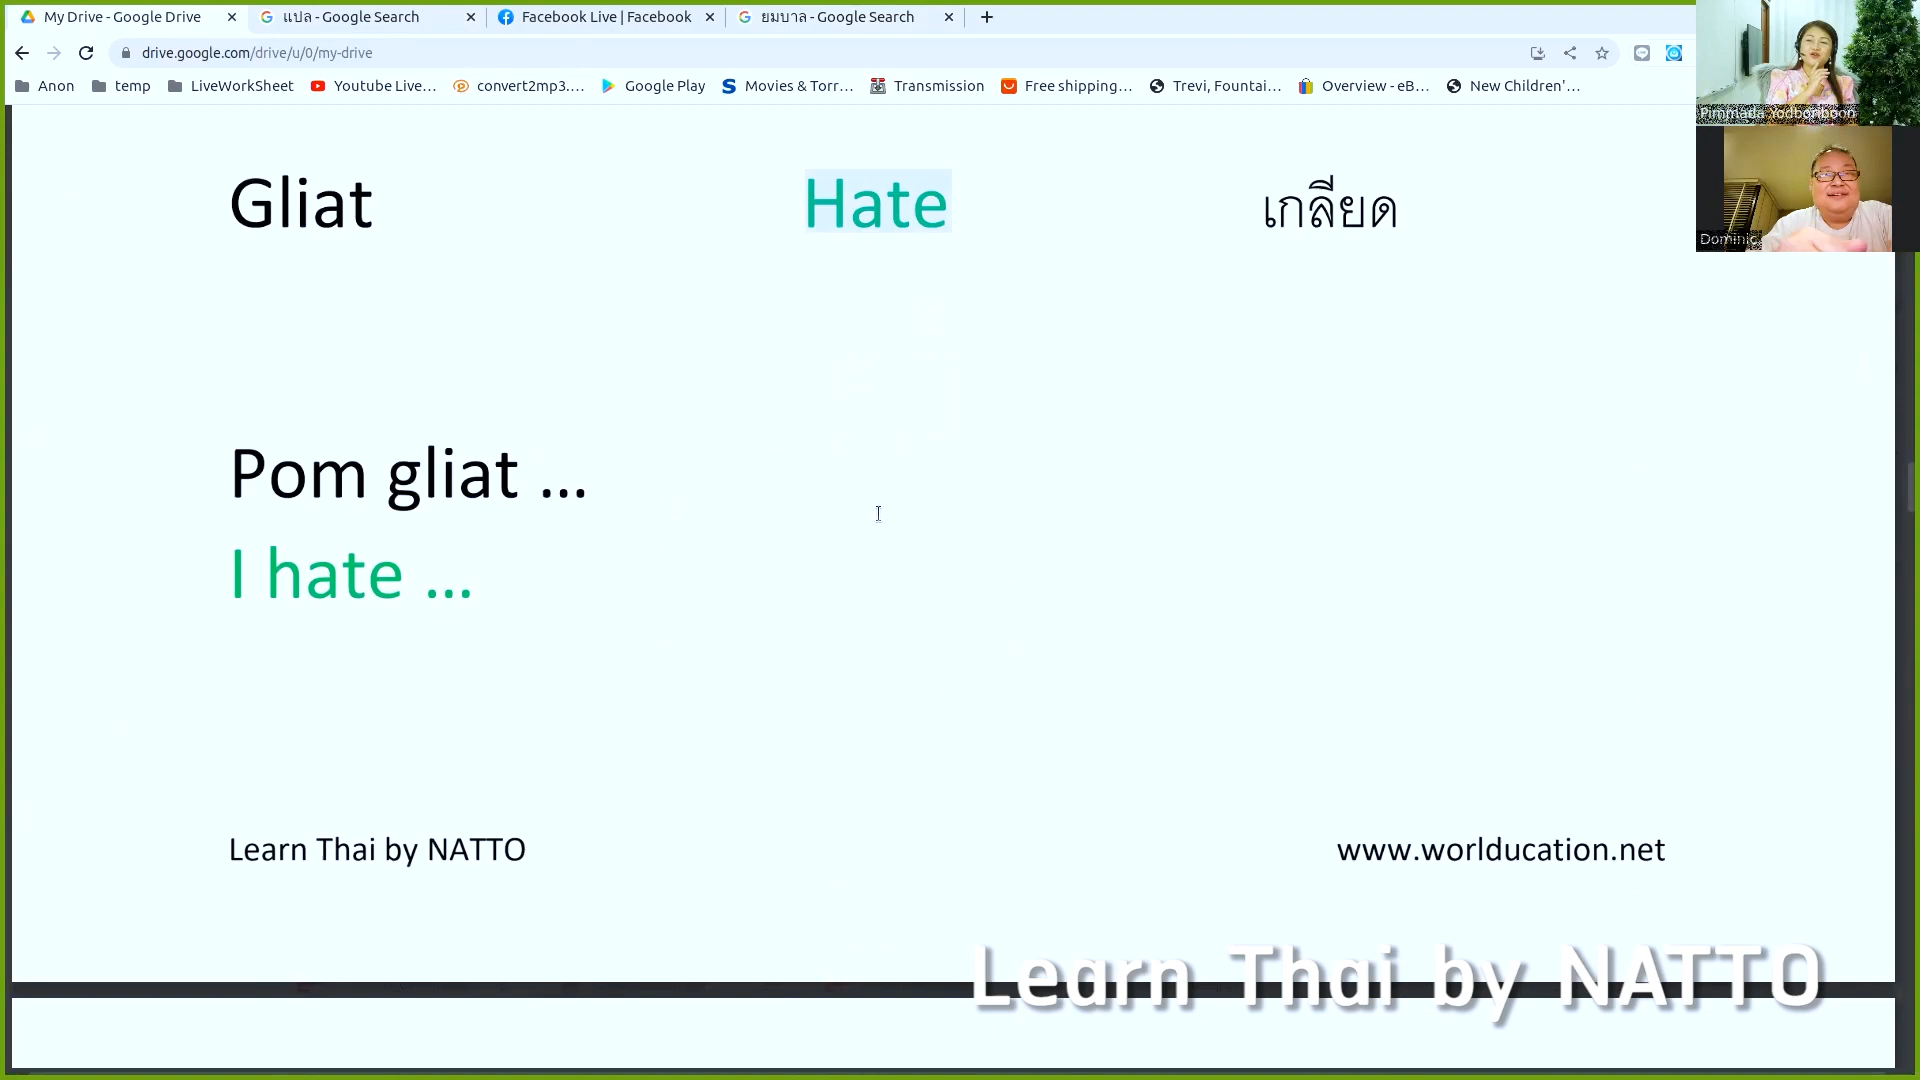 My Drive - Google Drive
แปล - Google Search
Facebook Live | Facebook
ยมบาล - Google Search
drive.google.com/drive/u/0/my-drive
Anon
temp
LiveWorkSheet
Youtube Live...
convert2mp3....
Google Play
Movies & Torr...
Transmission
Free shipping...
Trevi, Fountai...
Overview - eB...
New Children'...
Pimmada Yodbonboon
Dominic
Gliat
Hate
เกลียด
Pom gliat ...
I hate ...
Learn Thai by NATTO
www.worlducation.net
Learn Thai by NATTO